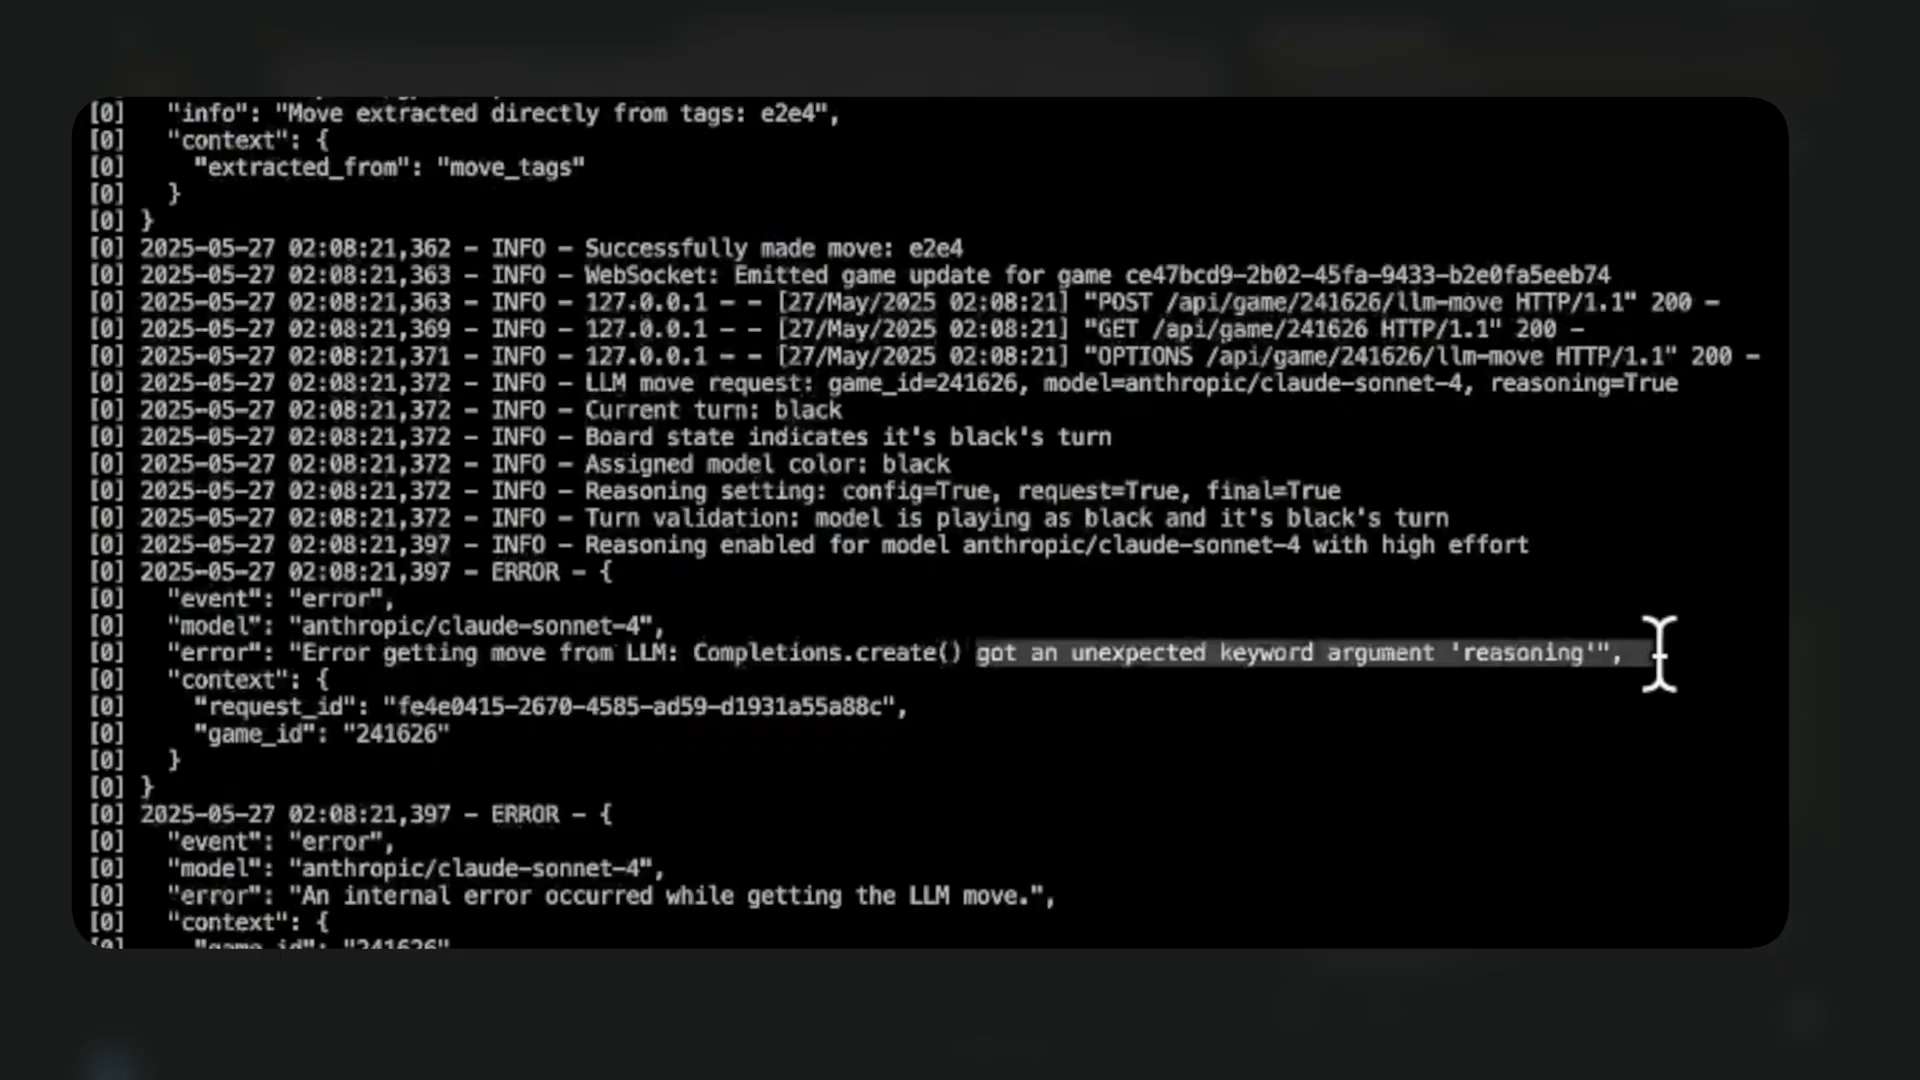 [0]   "info": "Move extracted directly from tags: e2e4",
[0]   "context": {
[0]     "extracted_from": "move_tags"
[0]   }
[0] }
[0] 2025-05-27 02:08:21,362 - INFO - Successfully made move: e2e4
[0] 2025-05-27 02:08:21,363 - INFO - WebSocket: Emitted game update for game ce47bcd9-2b02-45fa-9433-b2e0fa5eeb74
[0] 2025-05-27 02:08:21,363 - INFO - 127.0.0.1 - - [27/May/2025 02:08:21] "POST /api/game/241626/llm-move HTTP/1.1" 200 -
[0] 2025-05-27 02:08:21,369 - INFO - 127.0.0.1 - - [27/May/2025 02:08:21] "GET /api/game/241626 HTTP/1.1" 200 -
[0] 2025-05-27 02:08:21,371 - INFO - 127.0.0.1 - - [27/May/2025 02:08:21] "OPTIONS /api/game/241626/llm-move HTTP/1.1" 200 -
[0] 2025-05-27 02:08:21,372 - INFO - LLM move request: game_id=241626, model=anthropic/claude-sonnet-4, reasoning=True
[0] 2025-05-27 02:08:21,372 - INFO - Current turn: black
[0] 2025-05-27 02:08:21,372 - INFO - Board state indicates it's black's turn
[0] 2025-05-27 02:08:21,372 - INFO - Assigned model color: black
[0] 2025-05-27 02:08:21,372 - INFO - Reasoning setting: config=True, request=True, final=True
[0] 2025-05-27 02:08:21,372 - INFO - Turn validation: model is playing as black and it's black's turn
[0] 2025-05-27 02:08:21,397 - INFO - Reasoning enabled for model anthropic/claude-sonnet-4 with high effort
[0] 2025-05-27 02:08:21,397 - ERROR - {
[0]   "event": "error",
[0]   "model": "anthropic/claude-sonnet-4",
[0]   "error": "Error getting move from LLM: Completions.create() got an unexpected keyword argument 'reasoning'",
[0]   "context": {
[0]     "request_id": "fe4e0415-2670-4585-ad59-d1931a55a88c",
[0]     "game_id": "241626"
[0]   }
[0] }
[0] 2025-05-27 02:08:21,397 - ERROR - {
[0]   "event": "error",
[0]   "model": "anthropic/claude-sonnet-4",
[0]   "error": "An internal error occurred while getting the LLM move.",
[0]   "context": {
[0]     "game_id": "241626"